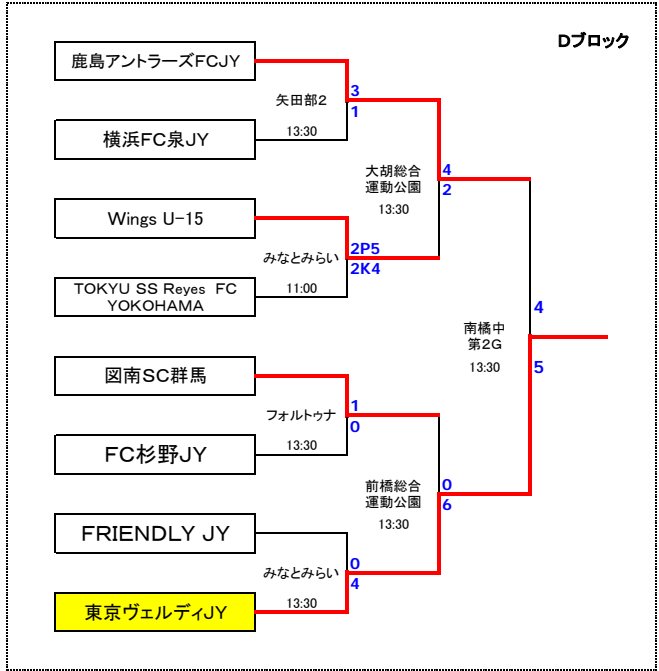 Dブロック
鹿島アントラーズFCJY
矢田部2
3
1
13:30
横浜FC泉JY
大胡総合
運動公園
13:30
4
2
Wings U-15
みなとみらい
2P5
2K4
11:00
TOKYU SS Reyes FC
YOKOHAMA
南橘中
第2G
13:30
4
5
図南SC群馬
フォルトゥナ
1
0
13:30
FC杉野JY
前橋総合
運動公園
13:30
0
6
FRIENDLY JY
みなとみらい
0
4
13:30
東京ヴェルディJY